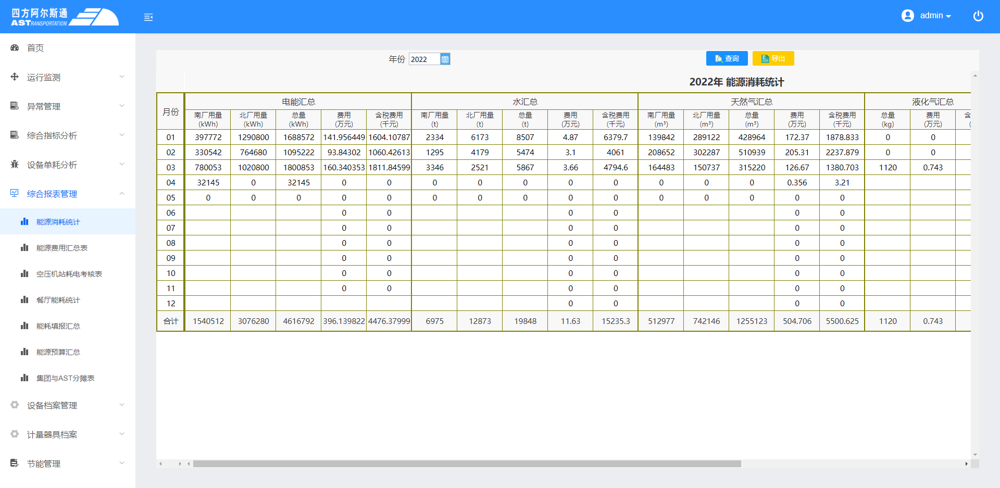 四方阿尔斯通
AST TRANSPORTATION
admin
首页
运行监测
异常管理
综合指标分析
设备单耗分析
综合报表管理
能源消耗统计
能源费用汇总表
空压机站耗电考核表
餐厅能耗统计
能耗填报汇总
能源预算汇总
集团与AST分摊表
设备档案管理
计量器具档案
节能管理
年份 2022 查询 导出
2022年 能源消耗统计
月份 电能汇总 水汇总 天然气汇总 液化气汇总
南厂用量 北厂用量 总量 费用 含税费用 南厂用量 北厂用量 总量 费用 含税费用 南厂用量 北厂用量 总量 费用 含税费用 总量 费用 含
(kWh) (kWh) (kWh) (万元) (千元) (t) (t) (t) (万元) (千元) (m³) (m³) (m³) (万元) (千元) (kg) (万元) (
01 397772 1290800 1688572 141.956449 1604.10787 2334 6173 8507 4.87 6379.7 139842 289122 428964 172.37 1878.833 0 0
02 330542 764680 1095222 93.84302 1060.42613 1295 4179 5474 3.1 4061 208652 302287 510939 205.31 2237.879 0 0
03 780053 1020800 1800853 160.340353 1811.84599 3346 2521 5867 3.66 4794.6 164483 150737 315220 126.67 1380.703 1120 0.743
04 32145 0 32145 0 0 0 0 0 0 0 0 0 0 0.356 3.21
05 0 0 0 0 0 0 0 0 0 0 0 0 0 0 0
06 0 0 0 0 0 0
07 0 0 0 0 0 0
08 0 0 0 0 0 0
09 0 0 0 0 0 0
10 0 0 0 0 0 0
11 0 0 0 0 0 0
12 0 0 0 0
合计 1540512 3076280 4616792 396.139822 4476.37999 6975 12873 19848 11.63 15235.3 512977 742146 1255123 504.706 5500.625 1120 0.743